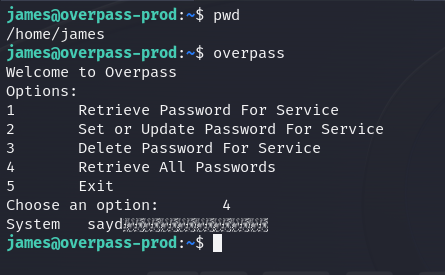 james@overpass-prod:~$ pwd
/home/james
james@overpass-prod:~$ overpass
Welcome to Overpass
Options:
1       Retrieve Password For Service
2       Set or Update Password For Service
3       Delete Password For Service
4       Retrieve All Passwords
5       Exit
Choose an option:       4
System   sayd
james@overpass-prod:~$